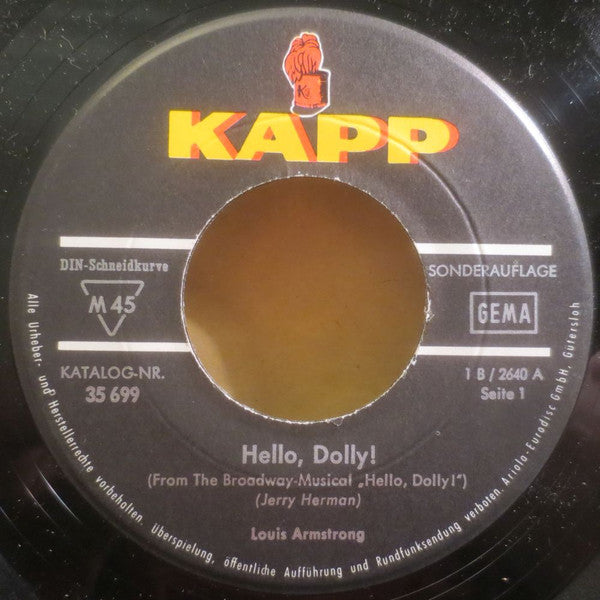 K
KAPP
DIN-Schneidkurve
SONDERAUFLAGE
M 45
GEMA
KATALOG-NR.
35 699
1 B / 2640 A
Seite 1
Hello, Dolly!
(From The Broadway-Musical „Hello, Dolly!")
(Jerry Herman)
Louis Armstrong
Alle Urheber- und Herstellerrechte vorbehalten. Überspielung, öffentliche Aufführung und Rundfunksendung verboten. Ariola-Eurodisc GmbH, Gütersloh